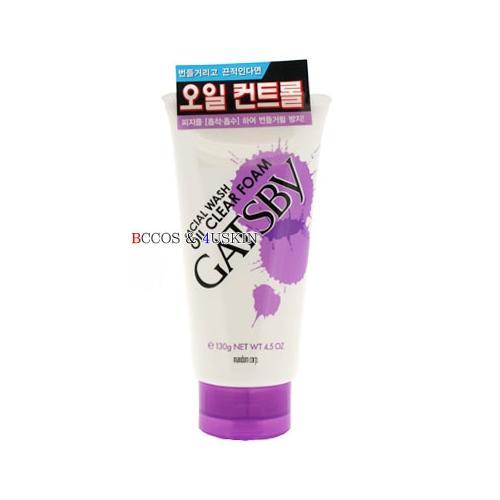 번들거리고 끈적인다면
오일 컨트롤
피지를 [흡착·흡수] 하여 번들거림 방지!
FACIAL WASH
OIL CLEAR FOAM
GATSBY
BCCOS & 4USKIN
℮ 130g NET WT 4.5 OZ
mandom corp.